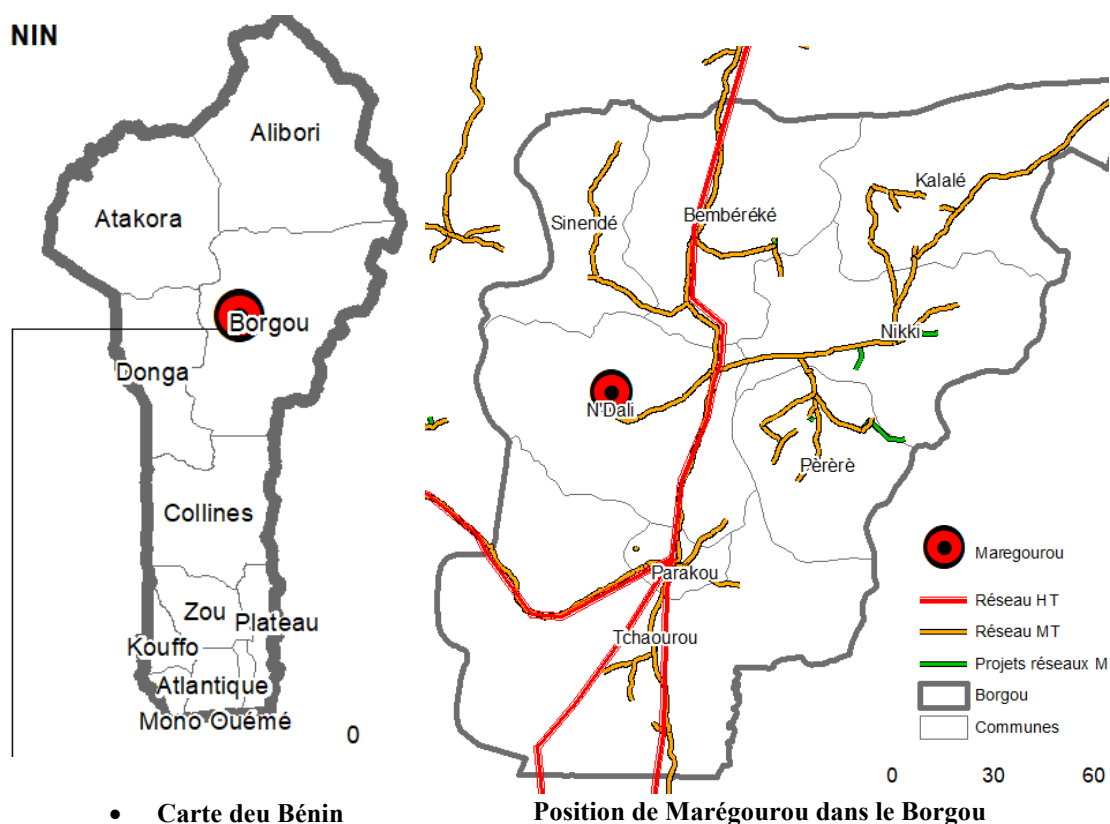 NIN
Alibori
Atakora
Borgou
Donga
Collines
Zou
Plateau
Kouffo
Atlantique
Mono Ouémé
0
Kalalé
Sinendé
Bembéréké
Nikki
N'Dali
Pèrèrè
Parakou
Tchaourou
Maregourou
Réseau HT
Réseau MT
Projets réseaux M
Borgou
Communes
0 30 60
• Carte deu Bénin
Position de Marégourou dans le Borgou